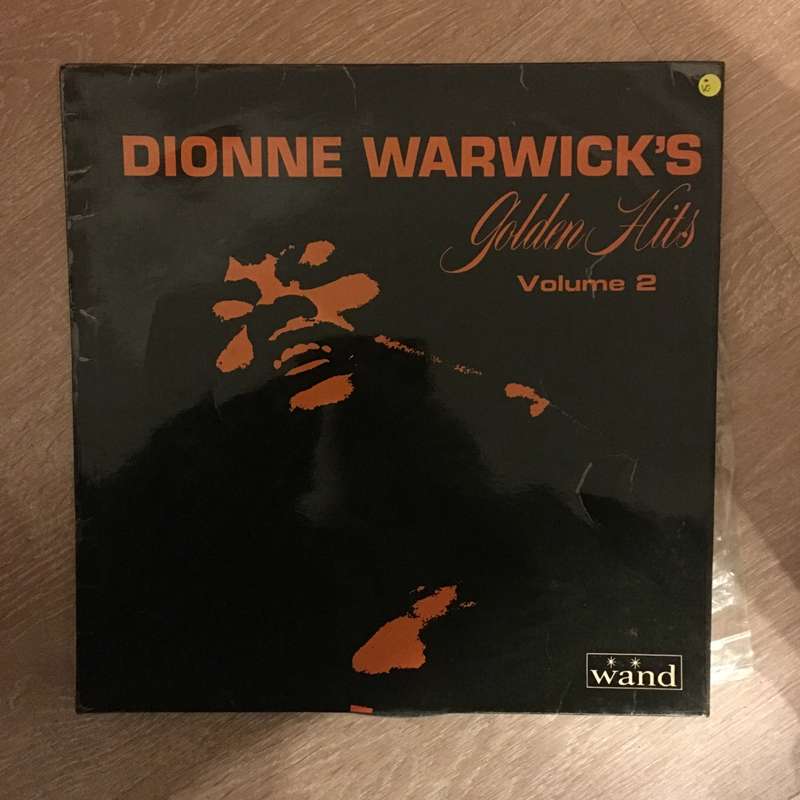 DIONNE WARWICK'S
Golden Hits
Volume 2
wand